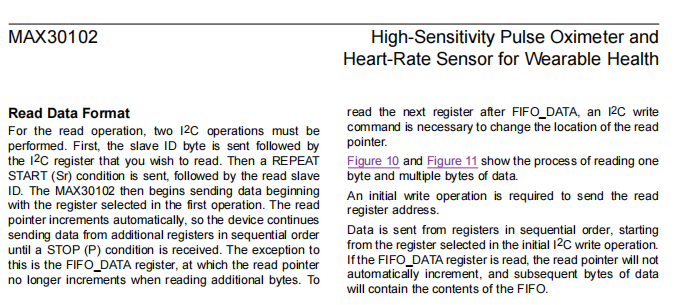 MAX30102
High-Sensitivity Pulse Oximeter and
Heart-Rate Sensor for Wearable Health
Read Data Format
For the read operation, two I2C operations must be
performed. First, the slave ID byte is sent followed by
the I2C register that you wish to read. Then a REPEAT
START (Sr) condition is sent, followed by the read slave
ID. The MAX30102 then begins sending data beginning
with the register selected in the first operation. The read
pointer increments automatically, so the device continues
sending data from additional registers in sequential order
until a STOP (P) condition is received. The exception to
this is the FIFO_DATA register, at which the read pointer
no longer increments when reading additional bytes. To
read the next register after FIFO_DATA, an I2C write
command is necessary to change the location of the read
pointer.
Figure 10 and Figure 11 show the process of reading one
byte and multiple bytes of data.
An initial write operation is required to send the read
register address.
Data is sent from registers in sequential order, starting
from the register selected in the initial I2C write operation.
If the FIFO_DATA register is read, the read pointer will not
automatically increment, and subsequent bytes of data
will contain the contents of the FIFO.